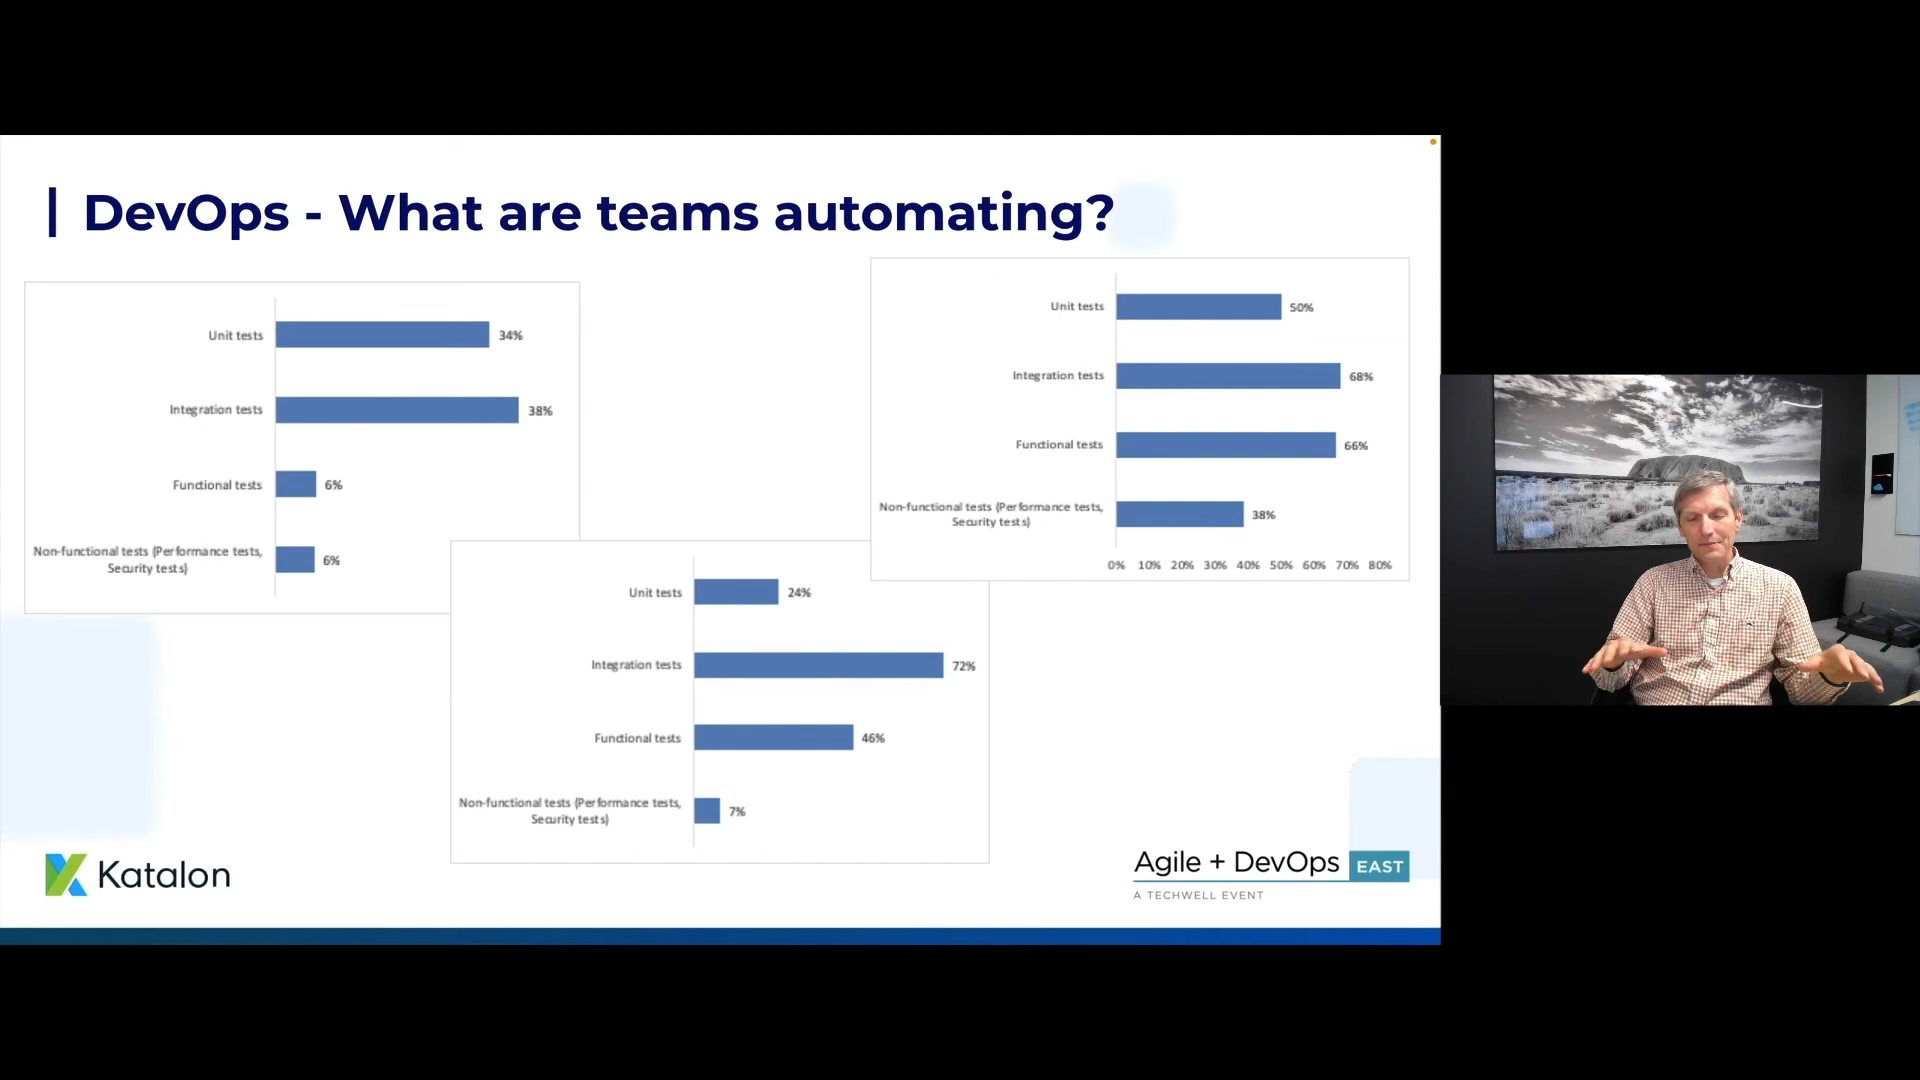 DevOps - What are teams automating?
Unit tests
34%
Integration tests
38%
Functional tests
6%
Non-functional tests (Performance tests,
Security tests)
6%
Unit tests
24%
Integration tests
72%
Functional tests
46%
Non-functional tests (Performance tests,
Security tests)
7%
Unit tests
50%
Integration tests
68%
Functional tests
66%
Non-functional tests (Performance tests,
Security tests)
38%
0% 10% 20% 30% 40% 50% 60% 70% 80%
Katalon
Agile + DevOps EAST
A TECHWELL EVENT